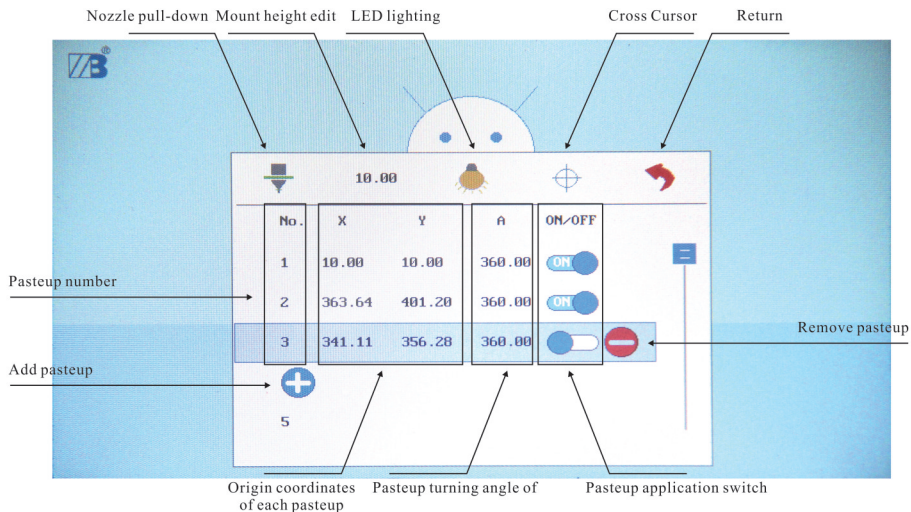 Nozzle pull-down Mount height edit LED lighting Cross Cursor Return
ZB®
10.00
No. X Y A ON/OFF
1 10.00 10.00 360.00 ON
Pasteup number
2 363.64 401.20 360.00 ON
3 341.11 356.28 360.00
Remove pasteup
Add pasteup
5
Origin coordinates of each pasteup
Pasteup turning angle of
Pasteup application switch